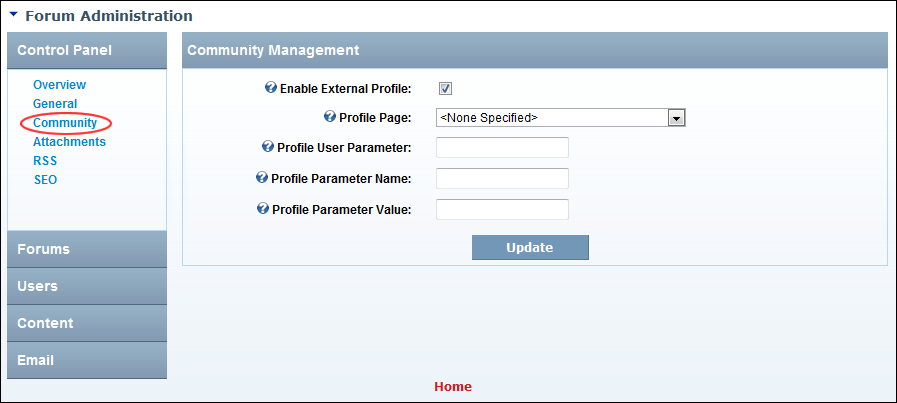 Forum Administration
Control Panel
Overview
General
Community
Attachments
RSS
SEO
Forums
Users
Content
Email
Community Management
Enable External Profile:
Profile Page: <None Specified>
Profile User Parameter:
Profile Parameter Name:
Profile Parameter Value:
Update
Home